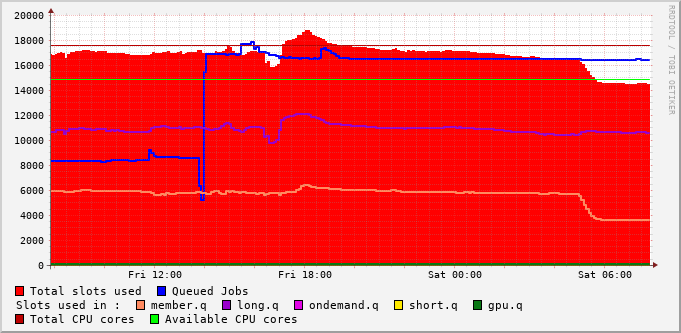 RRDTOOL / TOBI OETIKER
20000
18000
16000
14000
12000
10000
8000
6000
4000
2000
0
Fri 12:00 Fri 18:00 Sat 00:00 Sat 06:00
Total slots used Queued Jobs
Slots used in : member.q long.q ondemand.q short.q gpu.q
Total CPU cores Available CPU cores